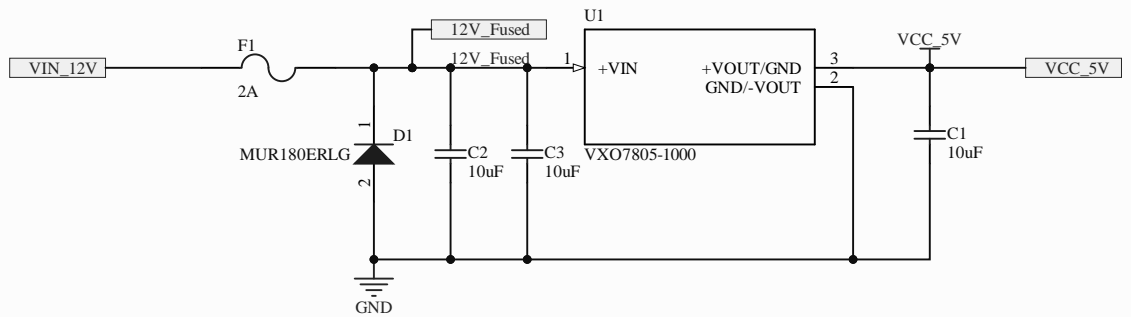 U1
12V_Fused
F1
VCC_5V
12V_Fused
1
3
VIN_12V
+VIN
+VOUT/GND
VCC_5V
2
GND/-VOUT
2A
1
D1
C1
MUR180ERLG
C2
C3
VXO7805-1000
10uF
10uF
10uF
2
GND